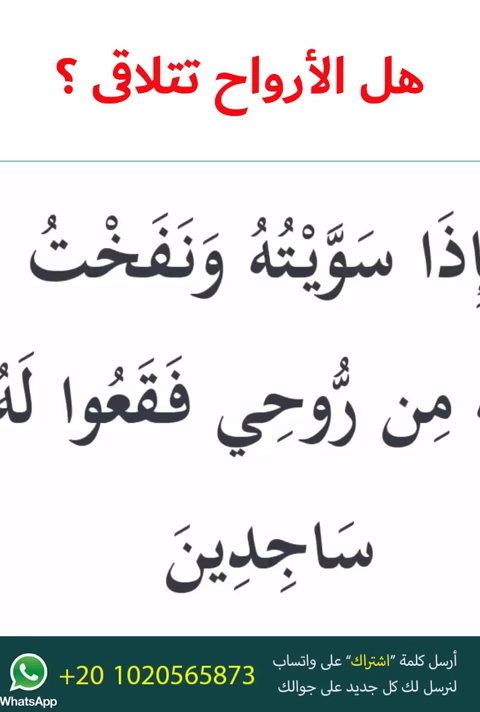 هل الأرواح تتلاقى ؟
إِذَا سَوَّيْتُهُ وَنَفَخْتُ
مِن رُّوحِي فَقَعُوا لَهُ
سَاجِدِينَ
أرسل كلمة "اشتراك" على واتساب
لنرسل لك كل جديد على جوالك
+20 1020565873
WhatsApp